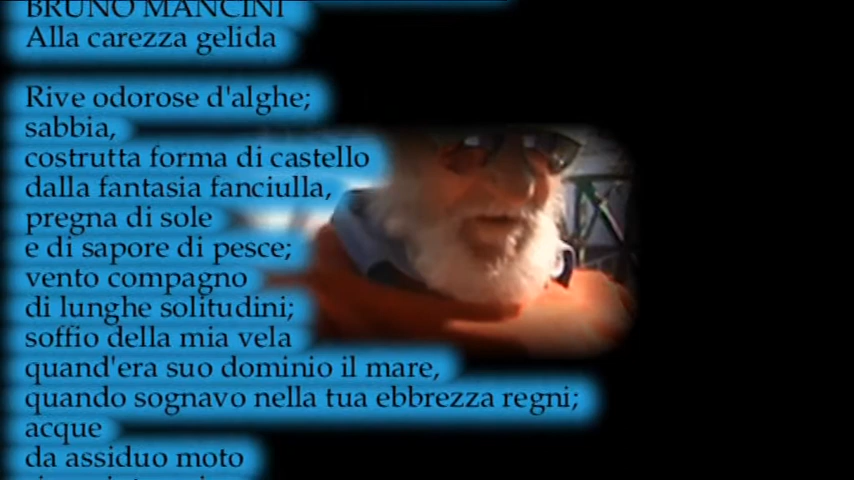 BRUNO MANCINI
Alla carezza gelida
Rive odorose d'alghe;
sabbia,
costrutta forma di castello
dalla fantasia fanciulla,
pregna di sole
e di sapore di pesce;
vento compagno
di lunghe solitudini;
soffio della mia vela
quand'era suo dominio il mare,
quando sognavo nella tua ebbrezza regni;
acque
da assiduo moto